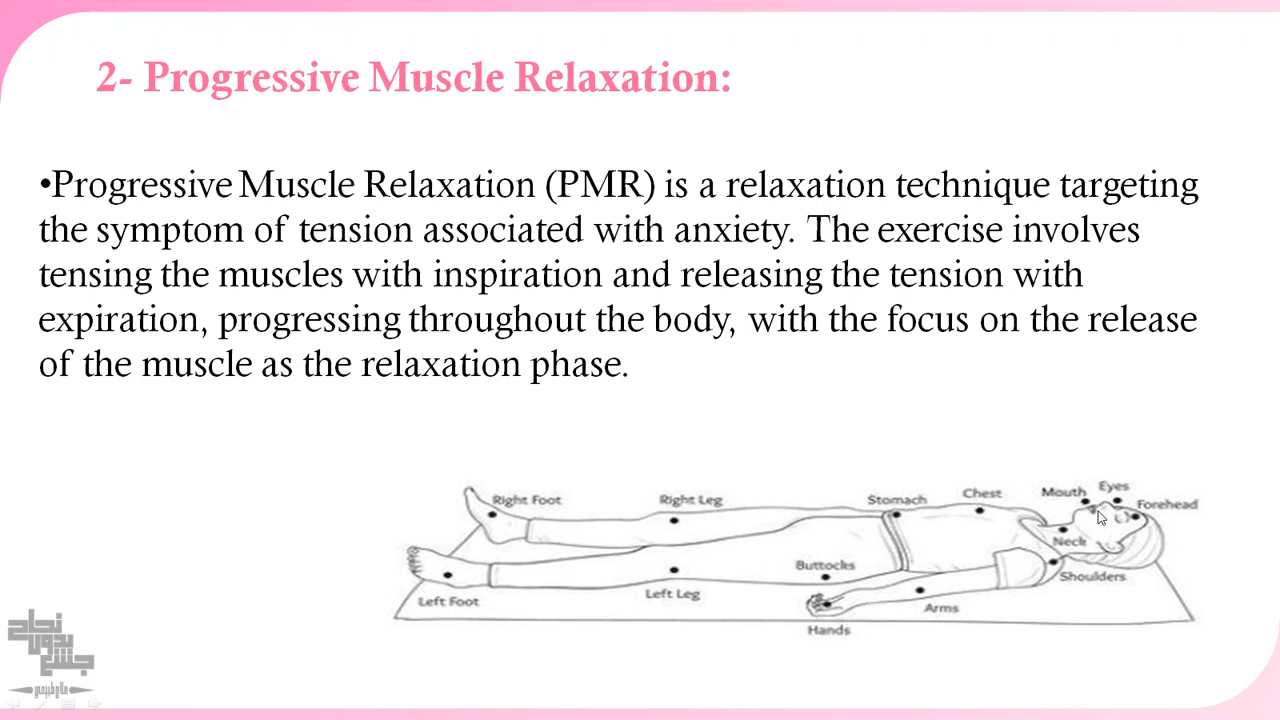 2- Progressive Muscle Relaxation:
•Progressive Muscle Relaxation (PMR) is a relaxation technique targeting
the symptom of tension associated with anxiety. The exercise involves
tensing the muscles with inspiration and releasing the tension with
expiration, progressing throughout the body, with the focus on the release
of the muscle as the relaxation phase.
Right Foot
Right Leg
Stomach
Chest
Mouth
Eyes
Forehead
Neck
Shoulders
Buttocks
Left Foot
Left Leg
Arms
Hands
نجاح
بدون
جشع